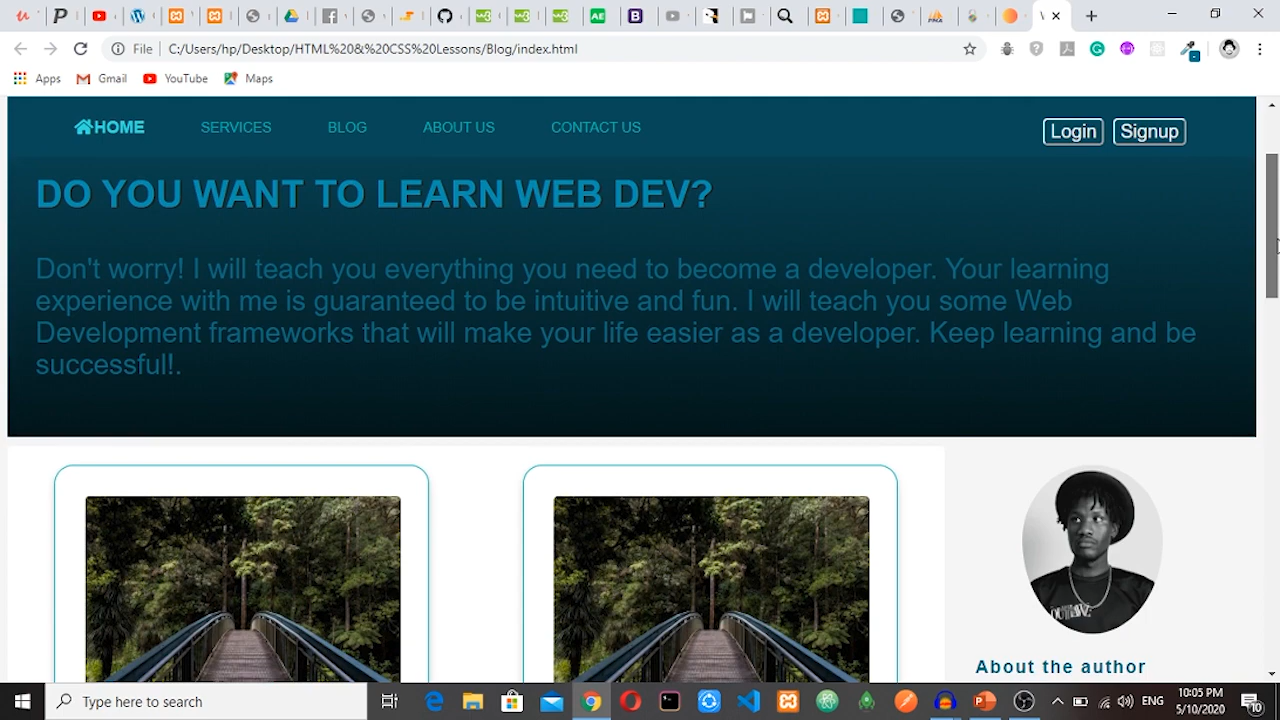 File C:/Users/hp/Desktop/HTML%20&%20CSS%20Lessons/Blog/index.html
Apps Gmail YouTube Maps
HOME SERVICES BLOG ABOUT US CONTACT US Login Signup
DO YOU WANT TO LEARN WEB DEV?
Don't worry! I will teach you everything you need to become a developer. Your learning
experience with me is guaranteed to be intuitive and fun. I will teach you some Web
Development frameworks that will make your life easier as a developer. Keep learning and be
successful!.
About the author
Type here to search
ENG
10:05 PM
5/10/2020
10